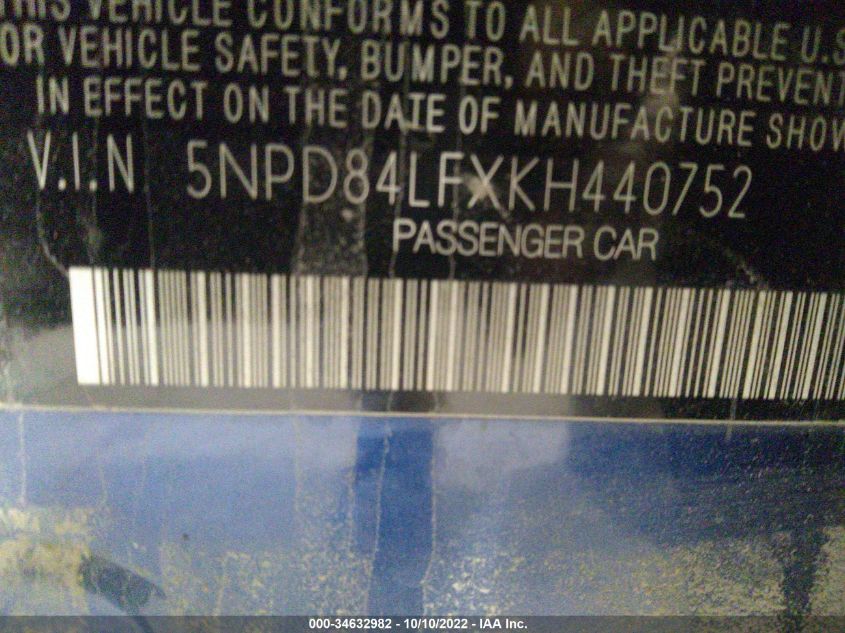 THIS VEHICLE CONFORMS TO ALL APPLICABLE U.S
OR VEHICLE SAFETY, BUMPER, AND THEFT PREVENT
IN EFFECT ON THE DATE OF MANUFACTURE SHOW
V.I.N 5NPD84LFXKH440752
PASSENGER CAR
000-34632982 - 10/10/2022 - IAA Inc.